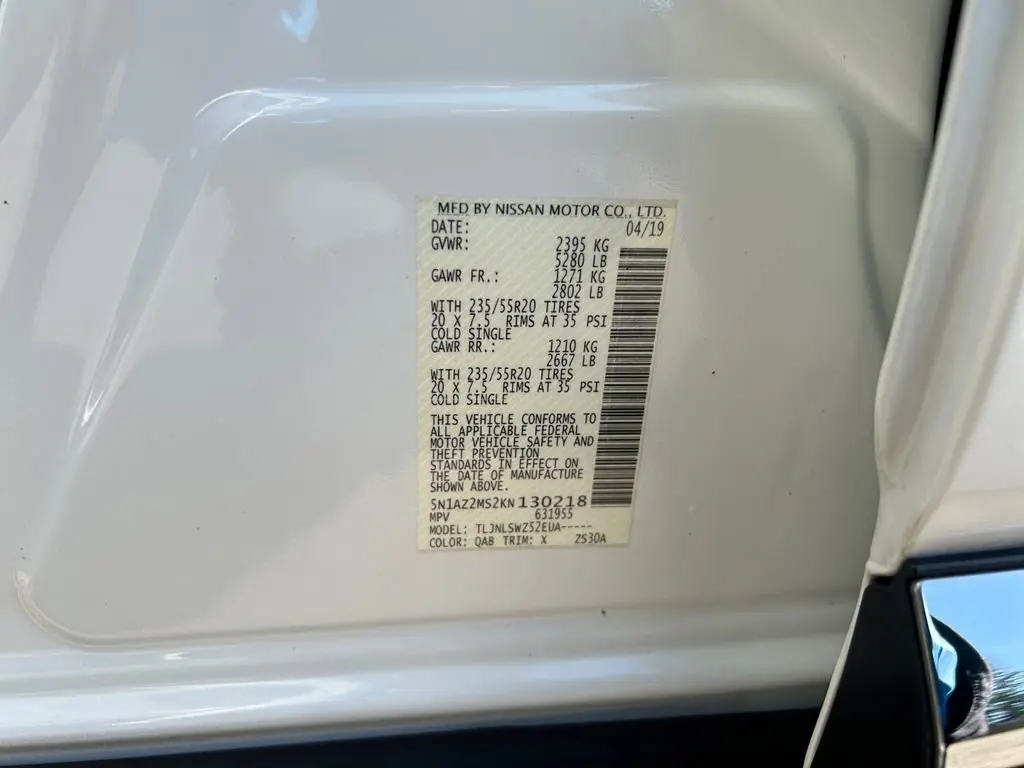 MFD BY NISSAN MOTOR CO., LTD.
DATE: 04/19
GVWR: 2395 KG
5280 LB
GAWR FR.: 1271 KG
2802 LB
WITH 235/55R20 TIRES
20 X 7.5 RIMS AT 35 PSI
COLD SINGLE
GAWR RR.: 1210 KG
2667 LB
WITH 235/55R20 TIRES
20 X 7.5 RIMS AT 35 PSI
COLD SINGLE
THIS VEHICLE CONFORMS TO
ALL APPLICABLE FEDERAL
MOTOR VEHICLE SAFETY AND
THEFT PREVENTION
STANDARDS IN EFFECT ON
THE DATE OF MANUFACTURE
SHOWN ABOVE.
5N1AZ2MS2KN130218
MPV 631955
MODEL: TLJNLSWZ52EUA-----
COLOR: QAB TRIM: X Z530A